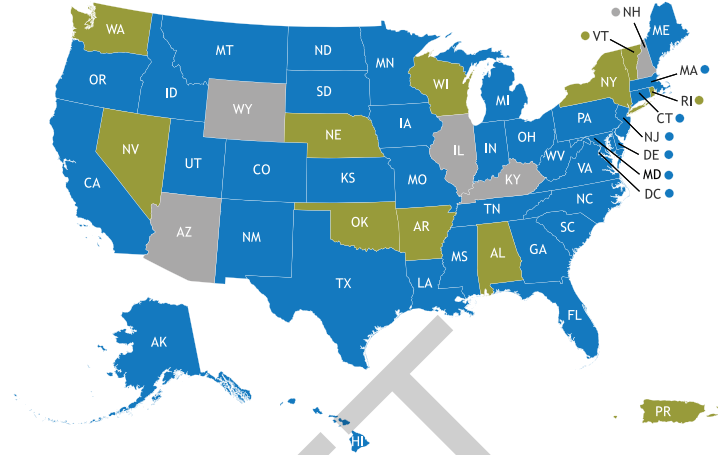 WA
MT
ND
MN
ME
NH
VT
OR
ID
WY
SD
WI
MI
NY
MA
RI
CT
NV
UT
CO
NE
IA
IL
IN
OH
PA
NJ
DE
MD
DC
CA
KS
MO
KY
WV
VA
AZ
NM
OK
AR
TN
NC
SC
TX
LA
MS
AL
GA
FL
AK
HI
PR